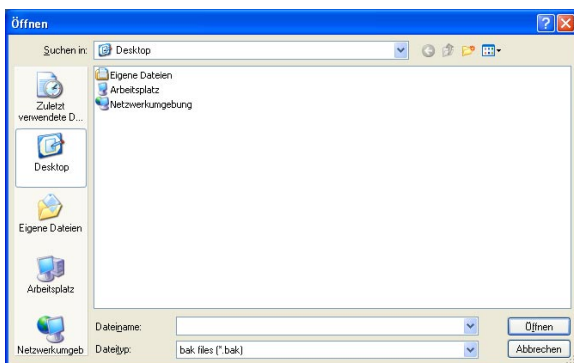 Öffnen
Suchen in: Desktop
Zuletzt
verwendete D...
Desktop
Eigene Dateien
Arbeitsplatz
Netzwerkumgeb
Eigene Dateien
Arbeitsplatz
Netzwerkumgebung
Dateiname: Öffnen
Dateityp: bak files (*.bak) Abbrechen